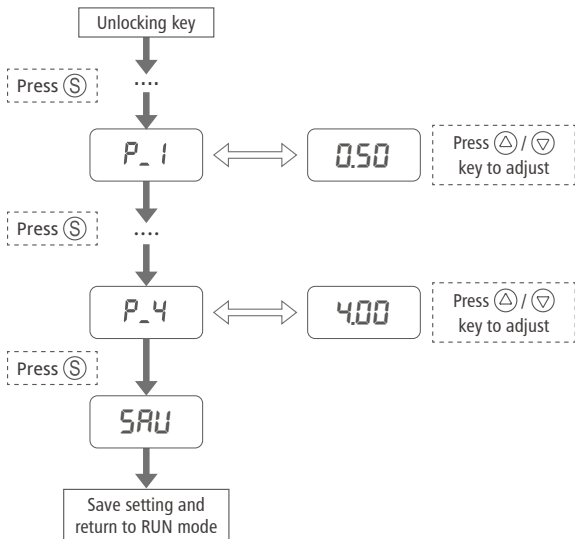 Unlocking key
Press Ⓢ
....
P_1
0.50
Press △ / ▽
key to adjust
Press Ⓢ
....
P_4
4.00
Press △ / ▽
key to adjust
Press Ⓢ
SAU
Save setting and
return to RUN mode